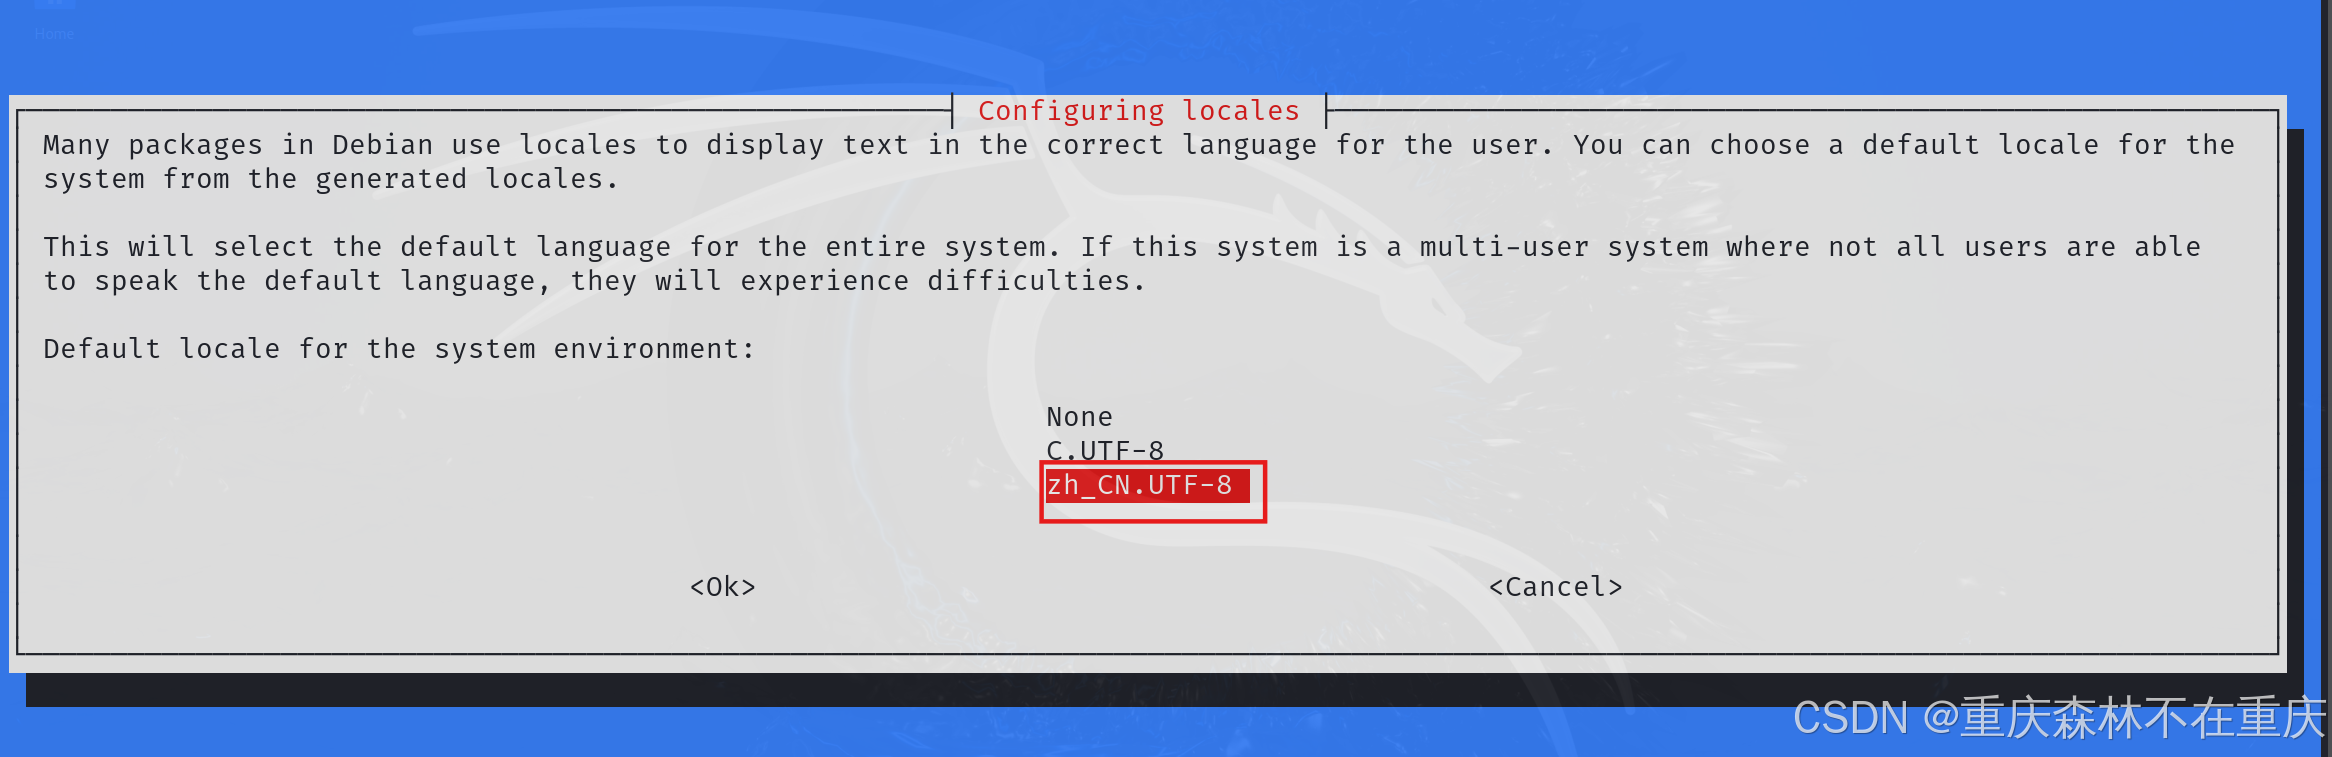 Home
Configuring locales
Many packages in Debian use locales to display text in the correct language for the user. You can choose a default locale for the
system from the generated locales.
This will select the default language for the entire system. If this system is a multi-user system where not all users are able
to speak the default language, they will experience difficulties.
Default locale for the system environment:
None
C.UTF-8
zh_CN.UTF-8
<Ok> <Cancel>
CSDN @重庆森林不在重庆